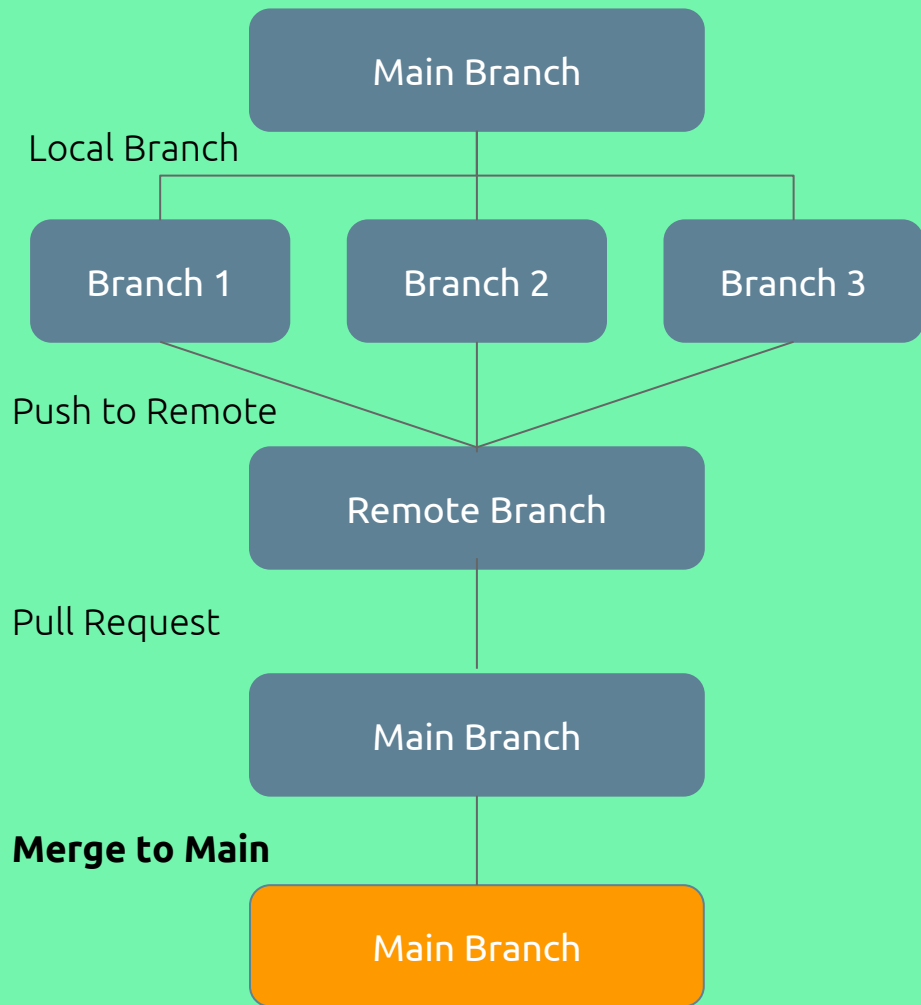 Main Branch
Local Branch
Branch 1
Branch 2
Branch 3
Push to Remote
Remote Branch
Pull Request
Main Branch
Merge to Main
Main Branch